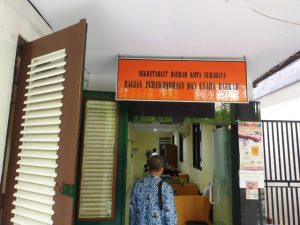 SEKRETARIAT DAERAH KOTA SURABAYA
BAGIAN PEREKONOMIAN DAN USAHA DAERAH